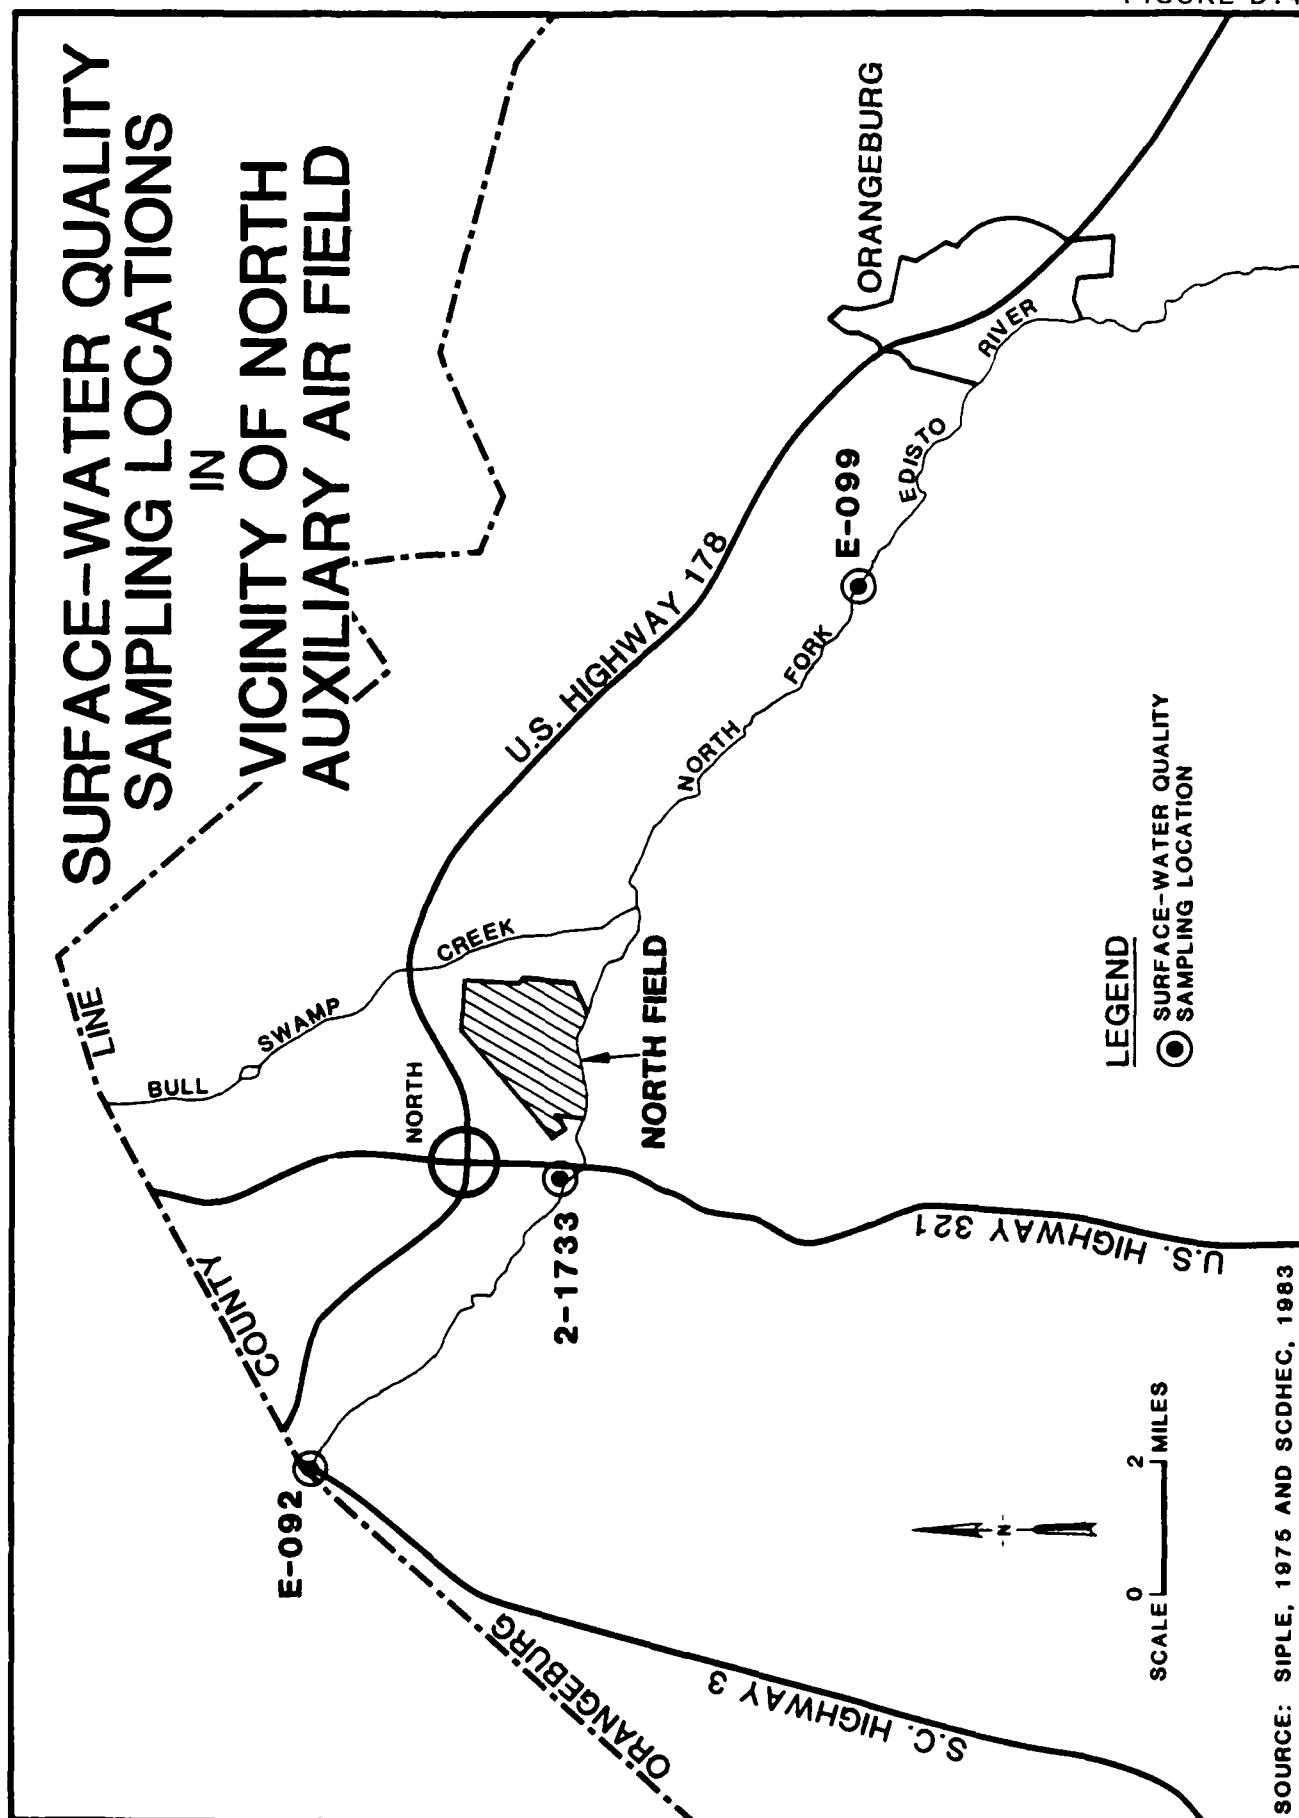 SURFACE-WATER QUALITY
SAMPLING LOCATIONS
IN
VICINITY OF NORTH
AUXILIARY AIR FIELD
ORANGEBURG
COUNTY
LINE
BULL
SWAMP
CREEK
NORTH
U.S. HIGHWAY 178
ORANGEBURG
E-092
2-1733
NORTH FIELD
NORTH
FORK
E-099
EDISTO
RIVER
S.C. HIGHWAY 3
U.S. HIGHWAY 321
-N-
LEGEND
SURFACE-WATER QUALITY
SAMPLING LOCATION
0
2
SCALE
MILES
SOURCE: SIPLE, 1975 AND SCDHEC, 1983